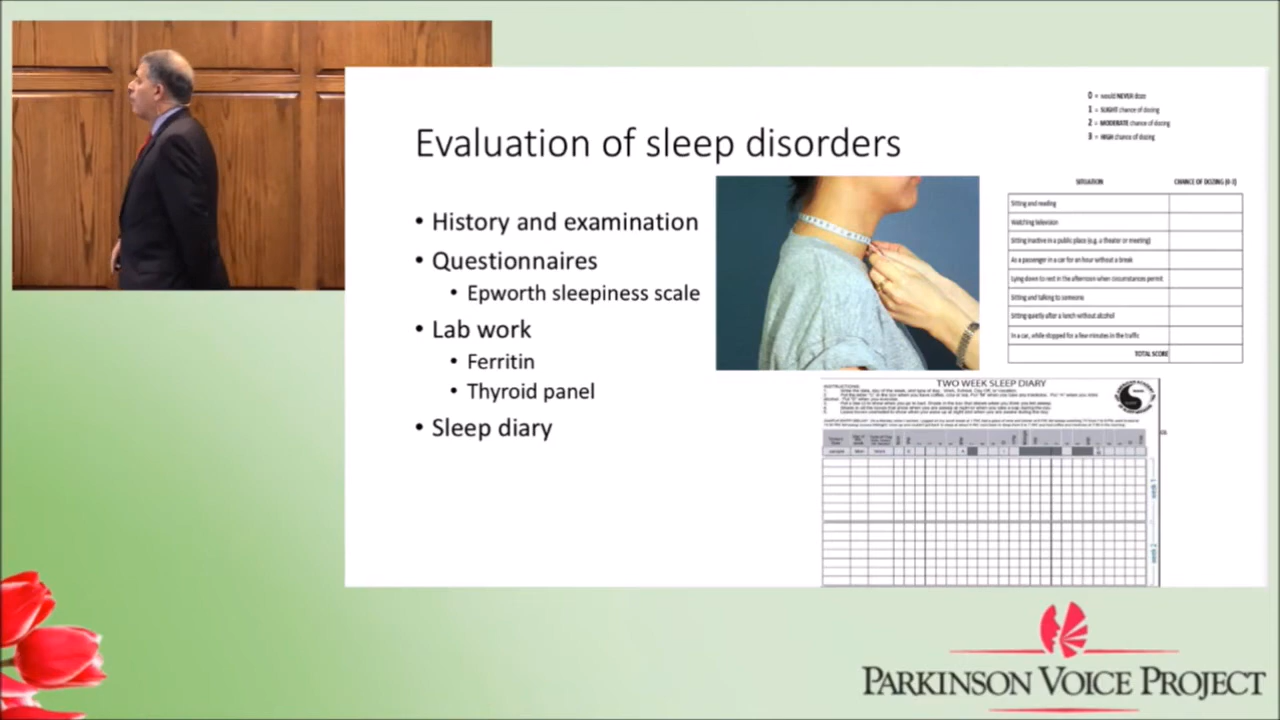 Evaluation of sleep disorders
• History and examination
• Questionnaires
• Epworth sleepiness scale
• Lab work
• Ferritin
• Thyroid panel
• Sleep diary
0 = would NEVER doze
1 = SLIGHT chance of dozing
2 = MODERATE chance of dozing
3 = HIGH chance of dozing
SITUATION CHANCE OF DOZING (0-3)
Sitting and reading
Watching television
Sitting inactive in a public place (e.g. a theater or meeting)
As a passenger in a car for an hour without a break
Lying down to rest in the afternoon when circumstances permit
Sitting and talking to someone
Sitting quietly after a lunch without alcohol
In a car, while stopped for a few minutes in the traffic
TOTAL SCORE
TWO WEEK SLEEP DIARY
INSTRUCTIONS:
week 1
week 2
PARKINSON VOICE PROJECT